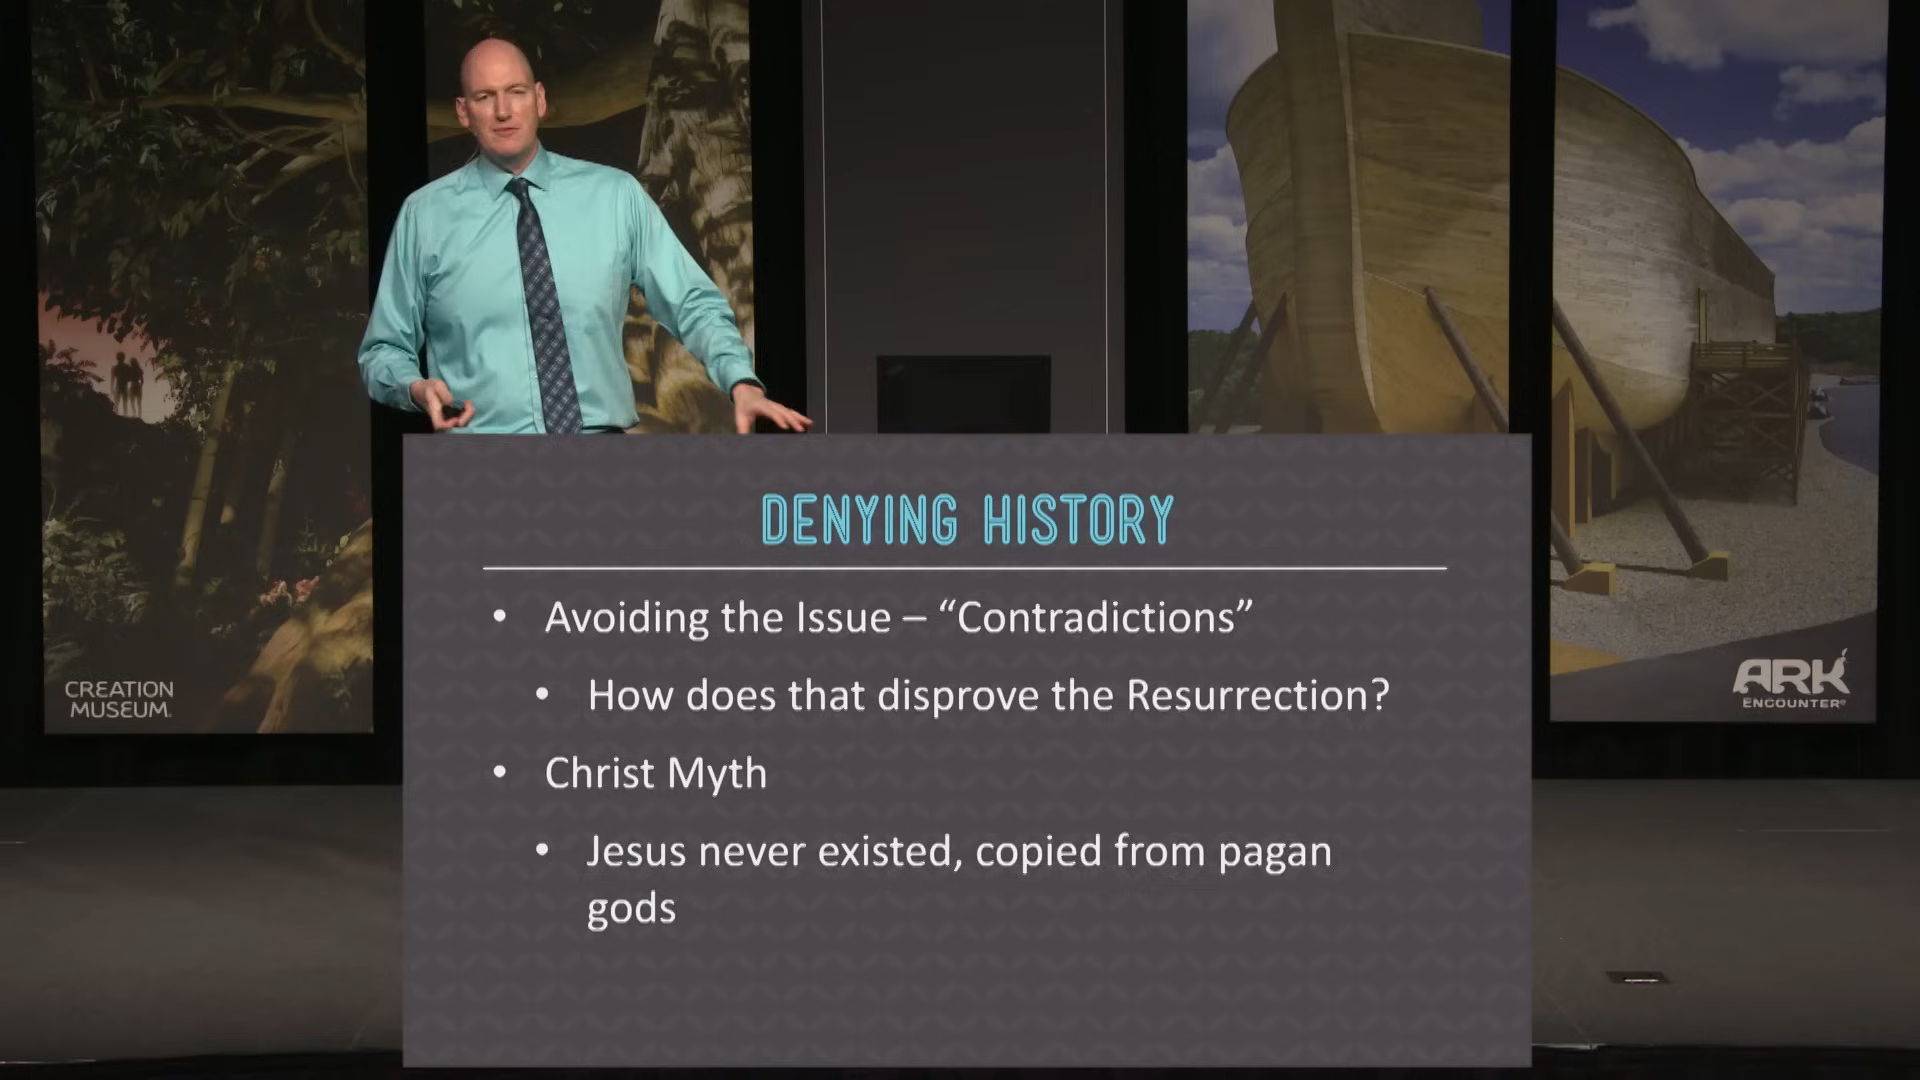 DENYING HISTORY
• Avoiding the Issue – “Contradictions”
• How does that disprove the Resurrection?
• Christ Myth
• Jesus never existed, copied from pagan
gods
CREATION
MUSEUM
ARK
ENCOUNTER®